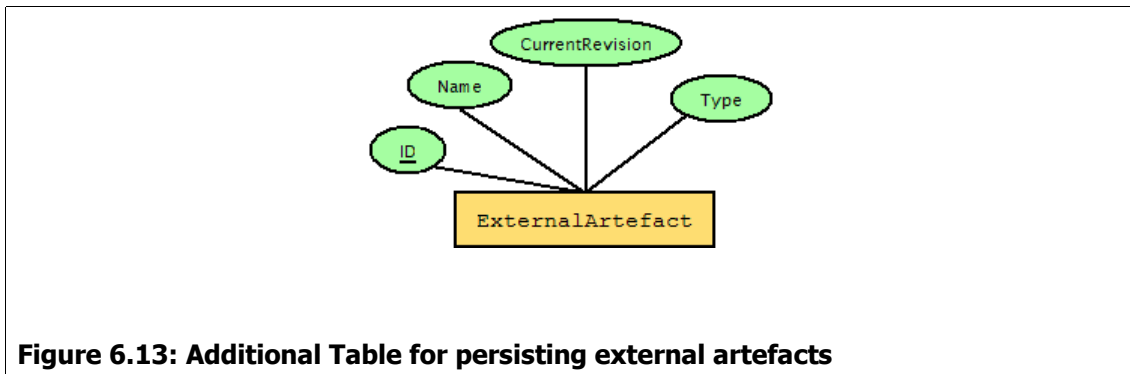 CurrentRevision
Name
Type
ID
ExternalArtefact
Figure 6.13: Additional Table for persisting external artefacts